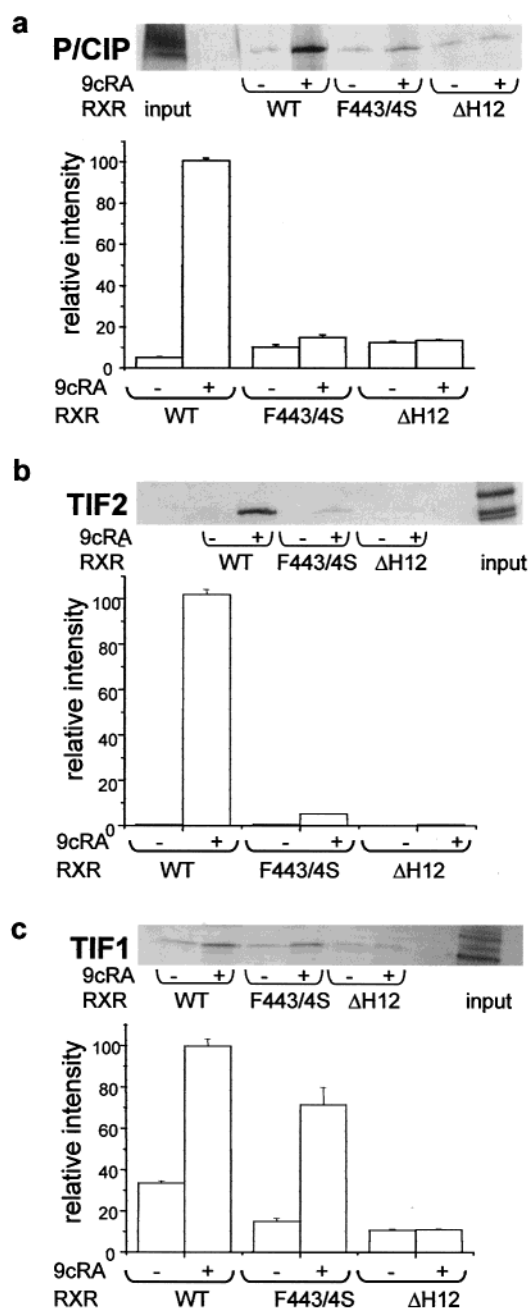 a
P/CIP
9cRA - + - + - +
RXR input WT F443/4S ΔH12
relative intensity
100
80
60
40
20
0
9cRA - + - + - +
RXR WT F443/4S ΔH12
b
TIF2
9cRA - + - + - +
RXR WT F443/4S ΔH12 input
relative intensity
100
80
60
40
20
0
9cRA - + - + - +
RXR WT F443/4S ΔH12
c
TIF1
9cRA - + - + - +
RXR WT F443/4S ΔH12 input
relative intensity
100
80
60
40
20
0
9cRA - + - + - +
RXR WT F443/4S ΔH12